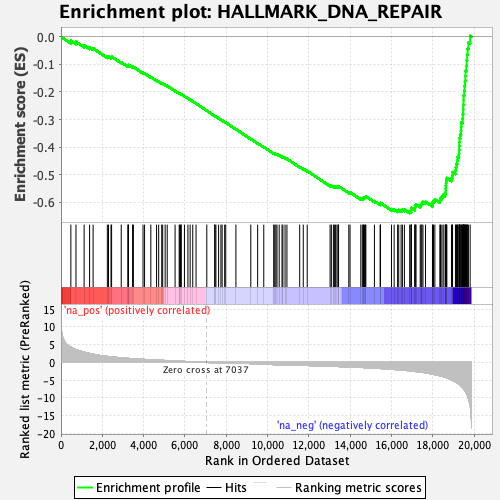 Enrichment plot: HALLMARK_DNA_REPAIR
Enrichment score (ES)
0.0
-0.1
-0.2
-0.3
-0.4
-0.5
-0.6
'na_pos' (positively correlated)
Ranked list metric (PreRanked)
15
10
5
0
-5
-10
-15
-20
Zero cross at 7037
'na_neg' (negatively correlated)
0
2,000
4,000
6,000
8,000
10,000
12,000
14,000
16,000
18,000
20,000
Rank in Ordered Dataset
Enrichment profile
Hits
Ranking metric scores